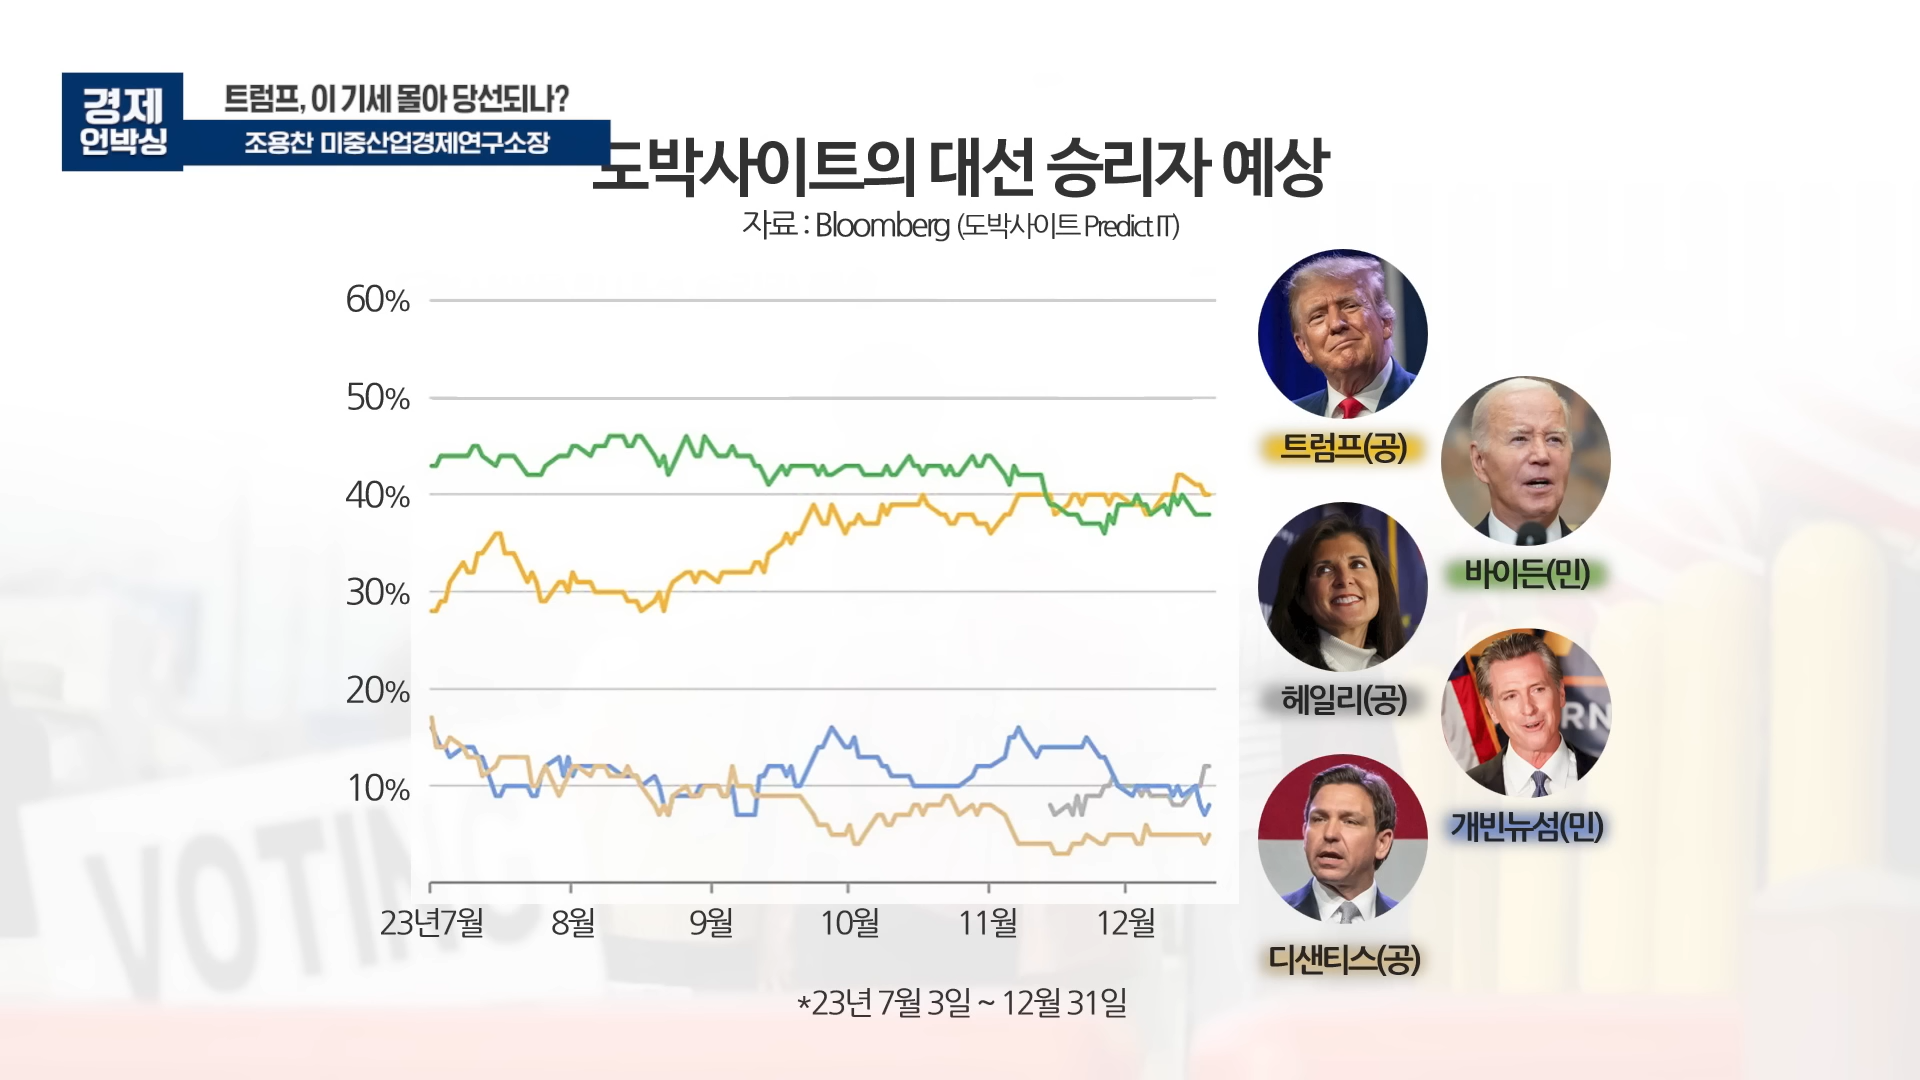 경제
언박싱
트럼프, 이 기세 몰아 당선되나?
조용찬 미중산업경제연구소장
도박사이트의 대선 승리자 예상
자료 : Bloomberg (도박사이트 Predict IT)
60%
50%
40%
30%
20%
10%
23년7월
8월
9월
10월
11월
12월
트럼프(공)
바이든(민)
헤일리(공)
개빈뉴섬(민)
디샌티스(공)
*23년 7월 3일 ~ 12월 31일
VOTING
RN